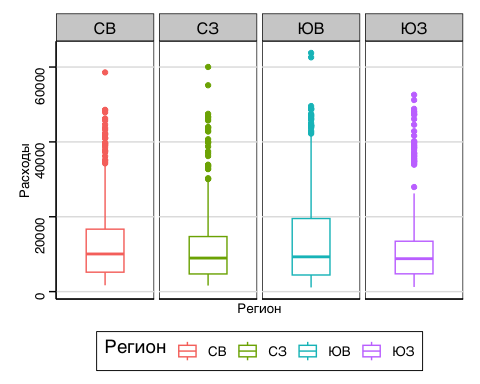 СВ СЗ ЮВ ЮЗ
60000
40000
20000
0
Расходы
Регион
Регион СВ СЗ ЮВ ЮЗ